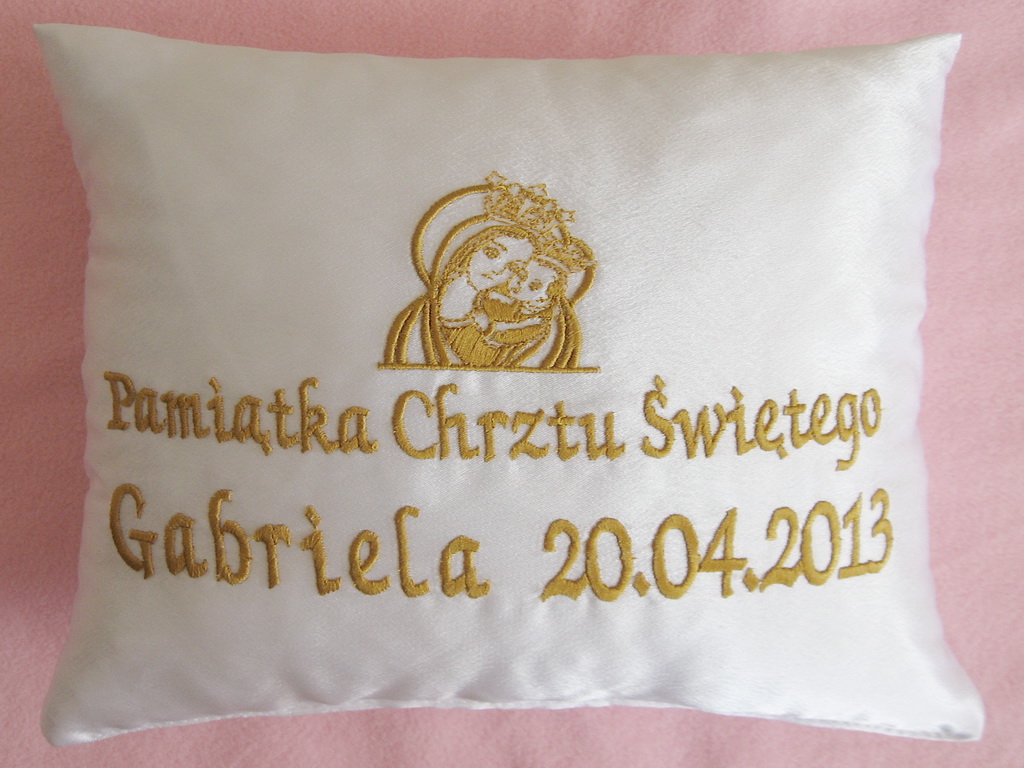 Pamiątka Chrztu Świętego
Gabriela 20.04.2013